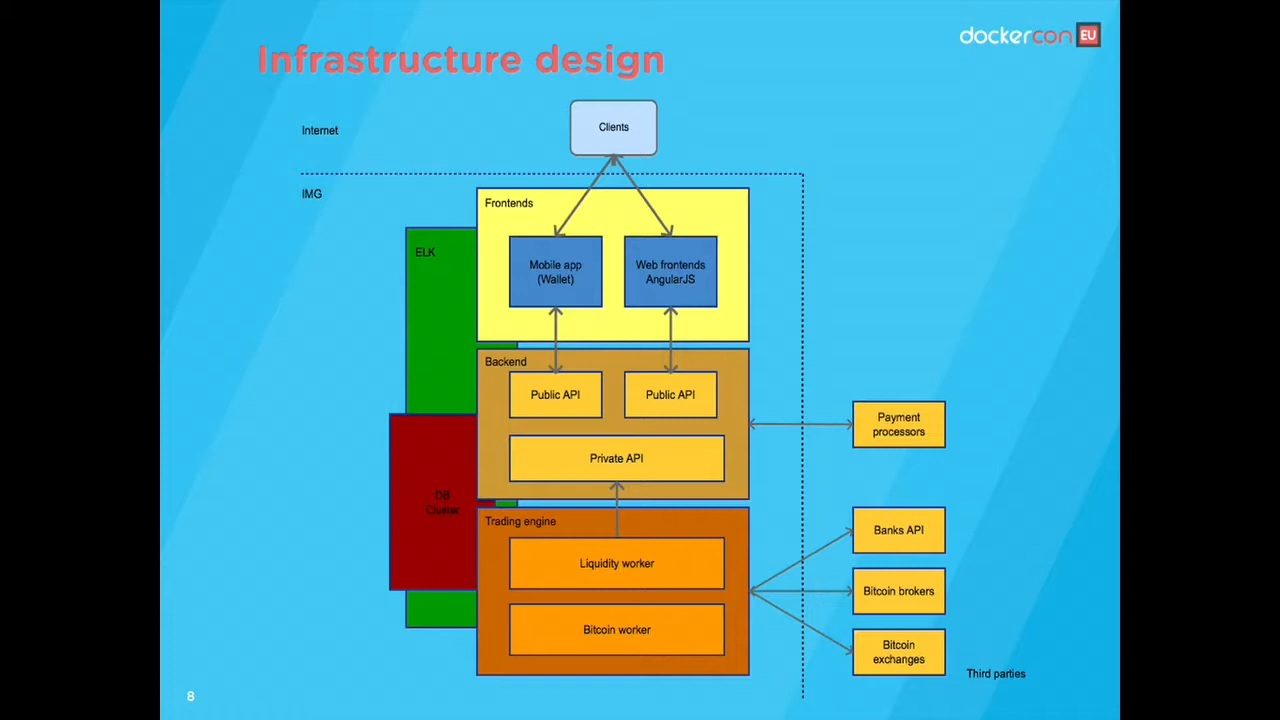 dockercon EU
Infrastructure design
Internet
Clients
IMG
Frontends
ELK
Mobile app
(Wallet)
Web frontends
AngularJS
Backend
Public API
Public API
Private API
Payment
processors
DB
Cluster
Trading engine
Liquidity worker
Bitcoin worker
Banks API
Bitcoin brokers
Bitcoin
exchanges
Third parties
8